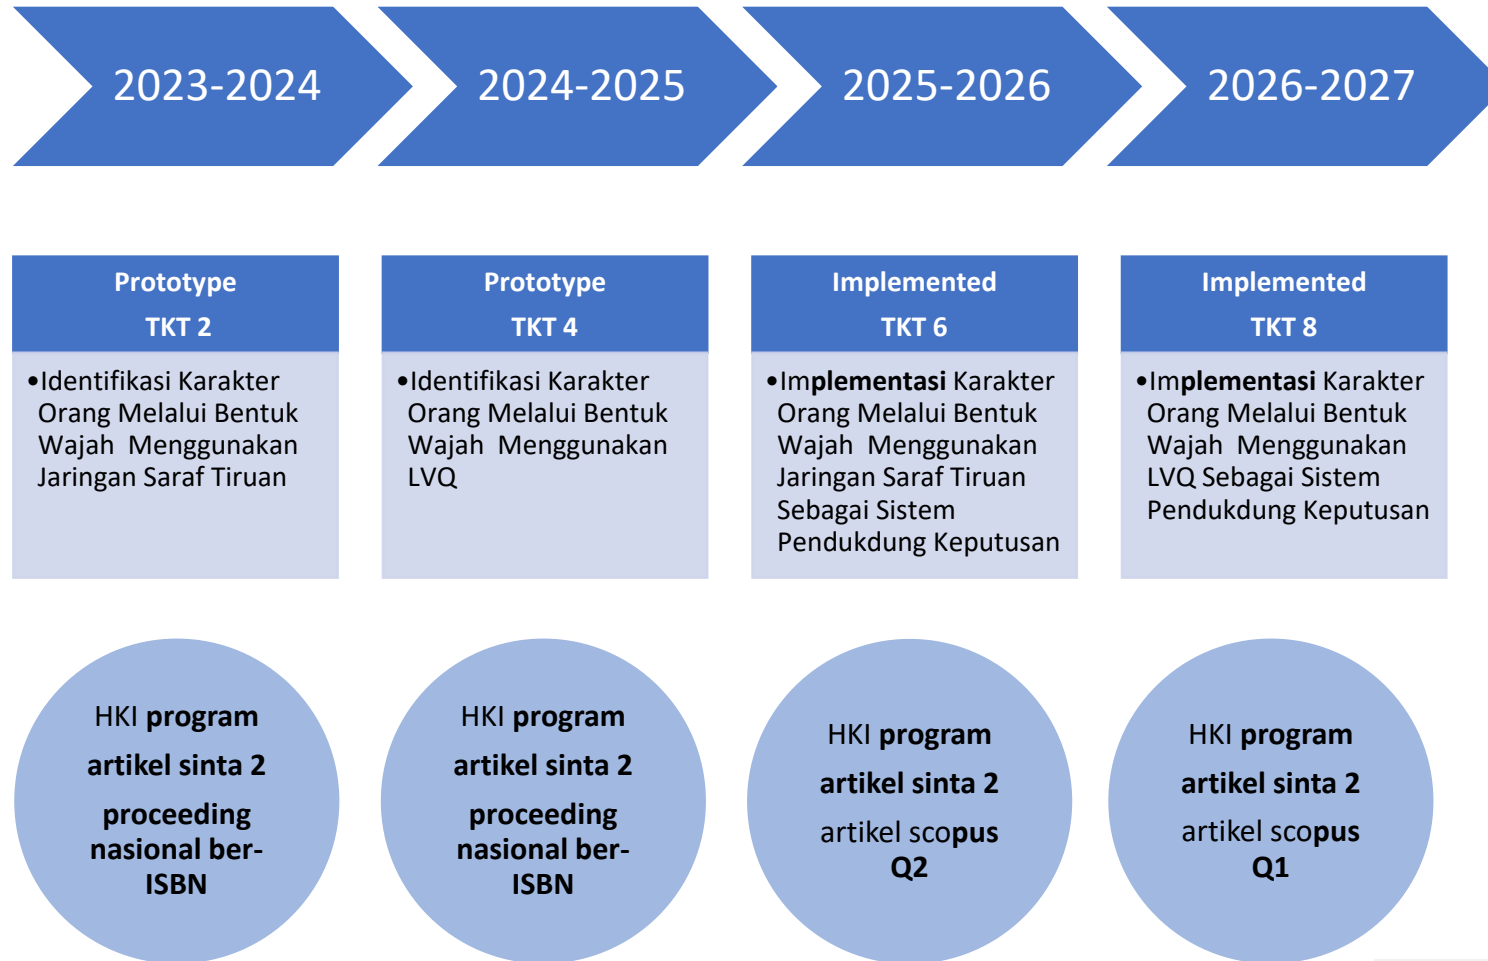 2023-2024
2024-2025
2025-2026
2026-2027
Prototype
TKT 2
•Identifikasi Karakter
Orang Melalui Bentuk
Wajah Menggunakan
Jaringan Saraf Tiruan
Prototype
TKT 4
•Identifikasi Karakter
Orang Melalui Bentuk
Wajah Menggunakan
LVQ
Implemented
TKT 6
•Implementasi Karakter
Orang Melalui Bentuk
Wajah Menggunakan
Jaringan Saraf Tiruan
Sebagai Sistem
Pendukdung Keputusan
Implemented
TKT 8
•Implementasi Karakter
Orang Melalui Bentuk
Wajah Menggunakan
LVQ Sebagai Sistem
Pendukdung Keputusan
HKI program
artikel sinta 2
proceeding
nasional ber-
ISBN
HKI program
artikel sinta 2
proceeding
nasional ber-
ISBN
HKI program
artikel sinta 2
artikel scopus
Q2
HKI program
artikel sinta 2
artikel scopus
Q1